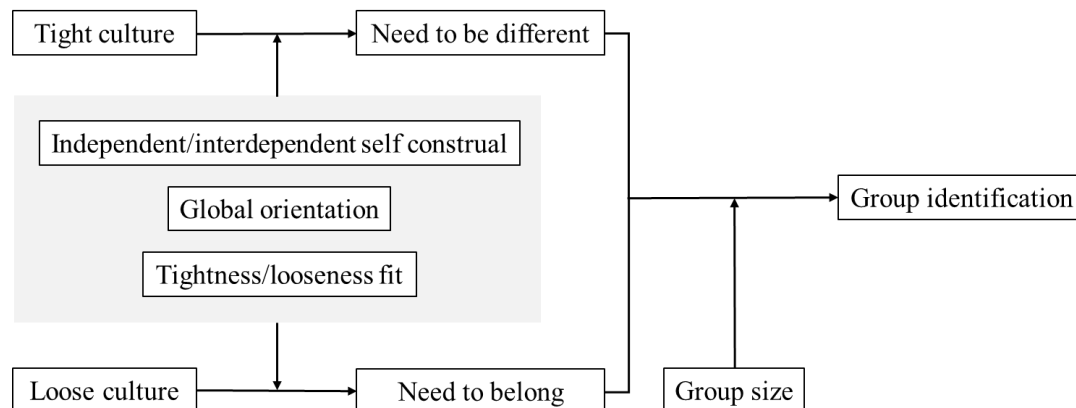 Tight culture
Need to be different
Independent/interdependent self construal
Global orientation
Group identification
Tightness/looseness fit
Loose culture
Need to belong
Group size